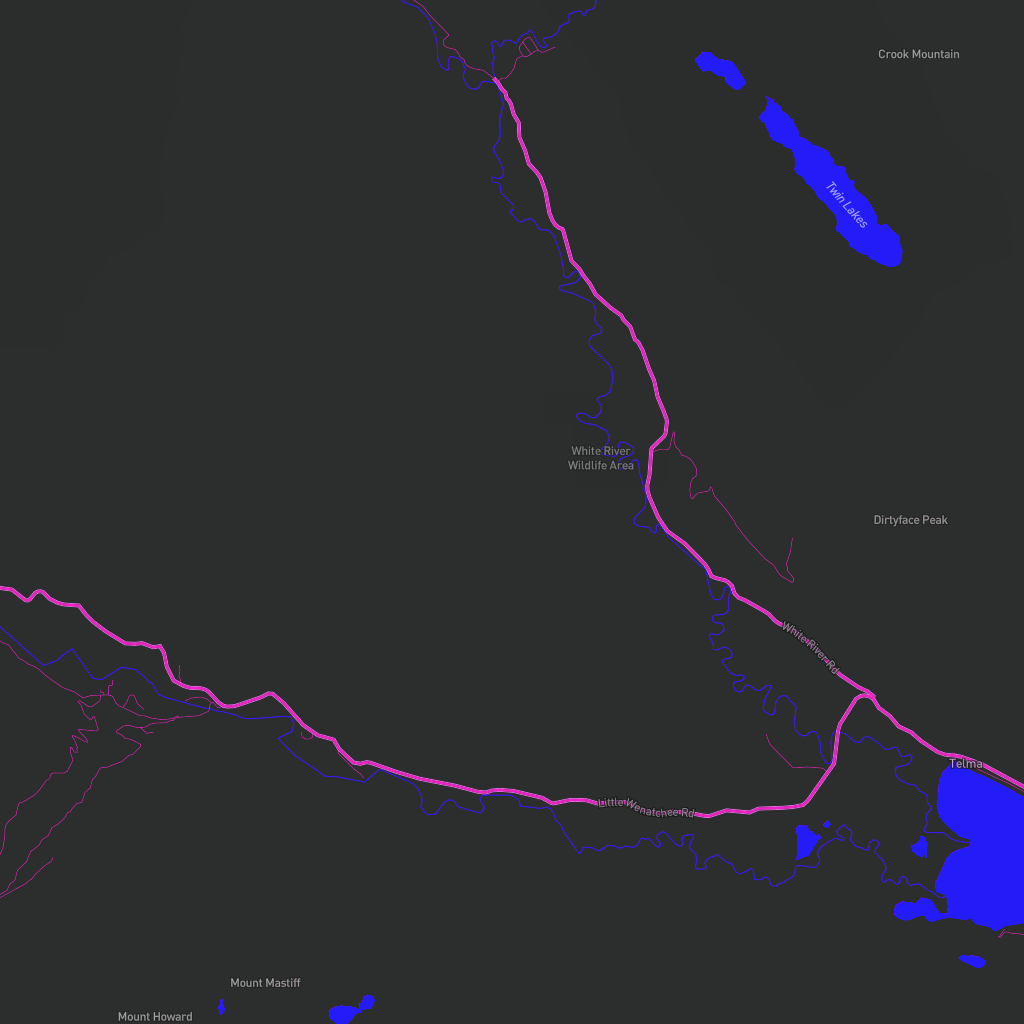 Crook Mountain
Twin Lakes
White River
Wildlife Area
Dirtyface Peak
White River Rd
Telma
Little Wenatchee Rd
Mount Mastiff
Mount Howard